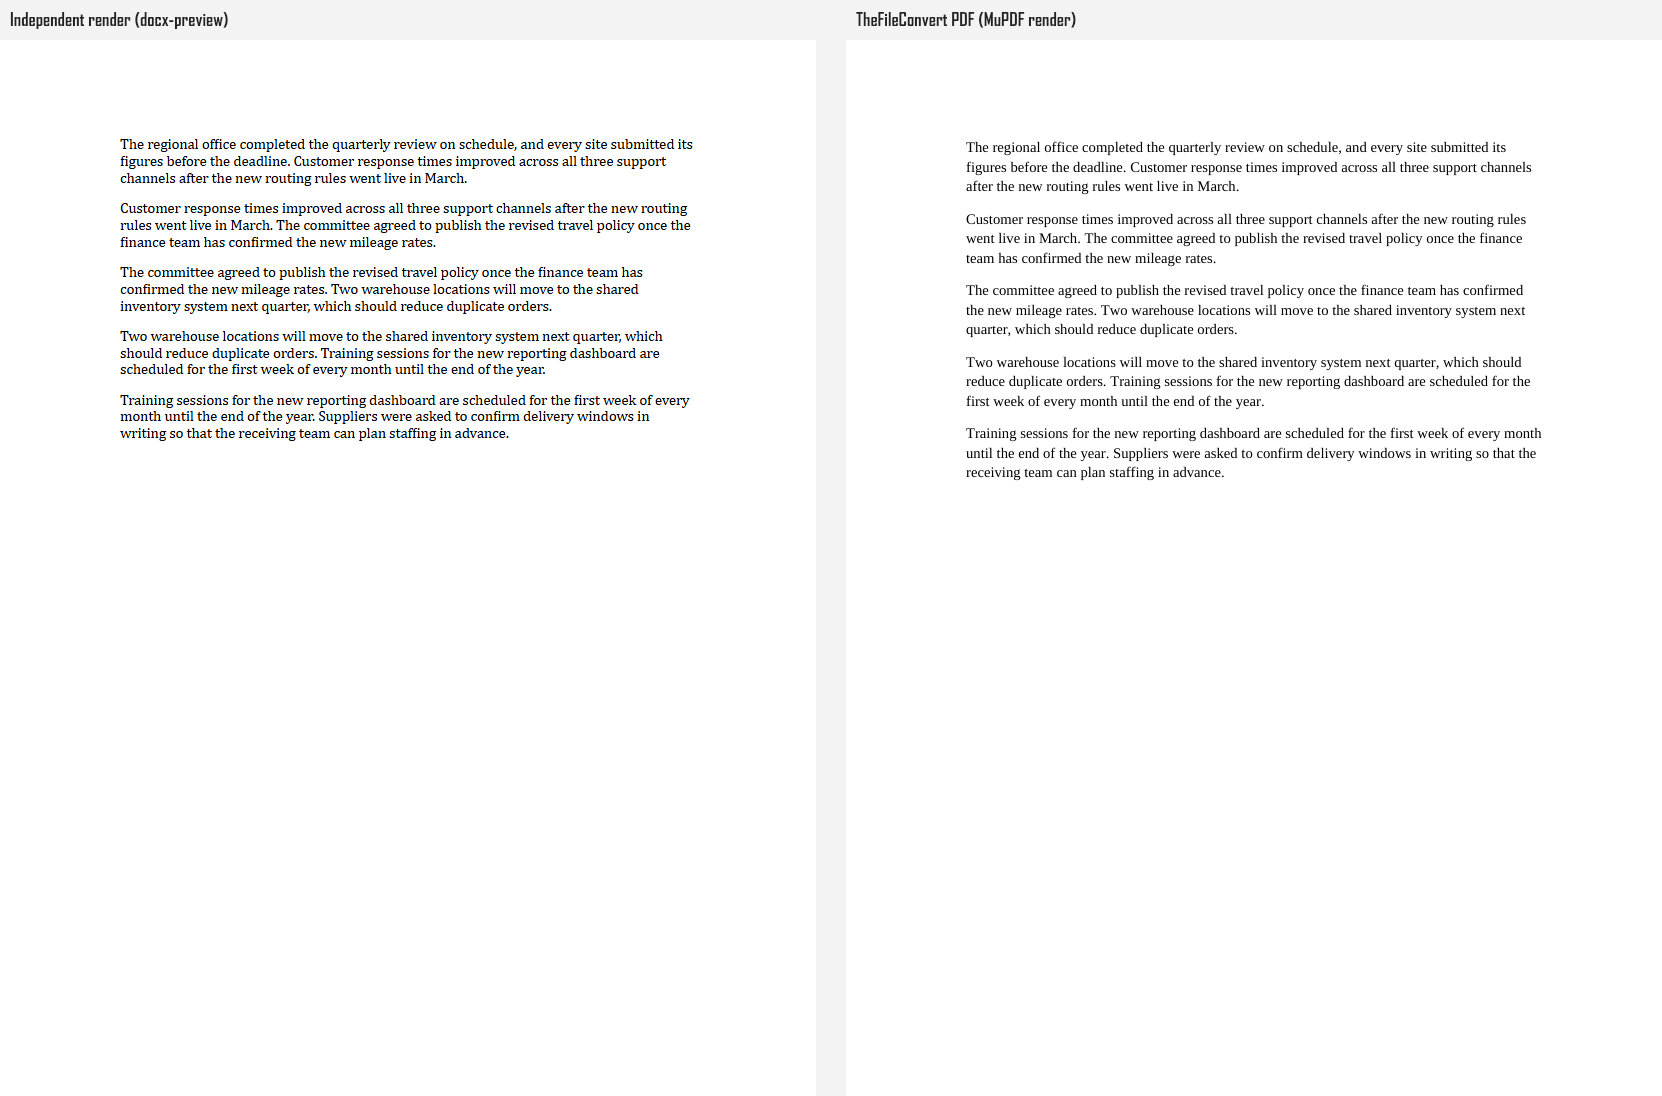 Independent render (docx-preview)
The regional office completed the quarterly review on schedule, and every site submitted its
figures before the deadline. Customer response times improved across all three support
channels after the new routing rules went live in March.
Customer response times improved across all three support channels after the new routing
rules went live in March. The committee agreed to publish the revised travel policy once the
finance team has confirmed the new mileage rates.
The committee agreed to publish the revised travel policy once the finance team has
confirmed the new mileage rates. Two warehouse locations will move to the shared
inventory system next quarter, which should reduce duplicate orders.
Two warehouse locations will move to the shared inventory system next quarter, which
should reduce duplicate orders. Training sessions for the new reporting dashboard are
scheduled for the first week of every month until the end of the year.
Training sessions for the new reporting dashboard are scheduled for the first week of every
month until the end of the year. Suppliers were asked to confirm delivery windows in
writing so that the receiving team can plan staffing in advance.
TheFileConvert PDF (MuPDF render)
The regional office completed the quarterly review on schedule, and every site submitted its
figures before the deadline. Customer response times improved across all three support channels
after the new routing rules went live in March.
Customer response times improved across all three support channels after the new routing rules
went live in March. The committee agreed to publish the revised travel policy once the finance
team has confirmed the new mileage rates.
The committee agreed to publish the revised travel policy once the finance team has confirmed
the new mileage rates. Two warehouse locations will move to the shared inventory system next
quarter, which should reduce duplicate orders.
Two warehouse locations will move to the shared inventory system next quarter, which should
reduce duplicate orders. Training sessions for the new reporting dashboard are scheduled for the
first week of every month until the end of the year.
Training sessions for the new reporting dashboard are scheduled for the first week of every month
until the end of the year. Suppliers were asked to confirm delivery windows in writing so that the
receiving team can plan staffing in advance.